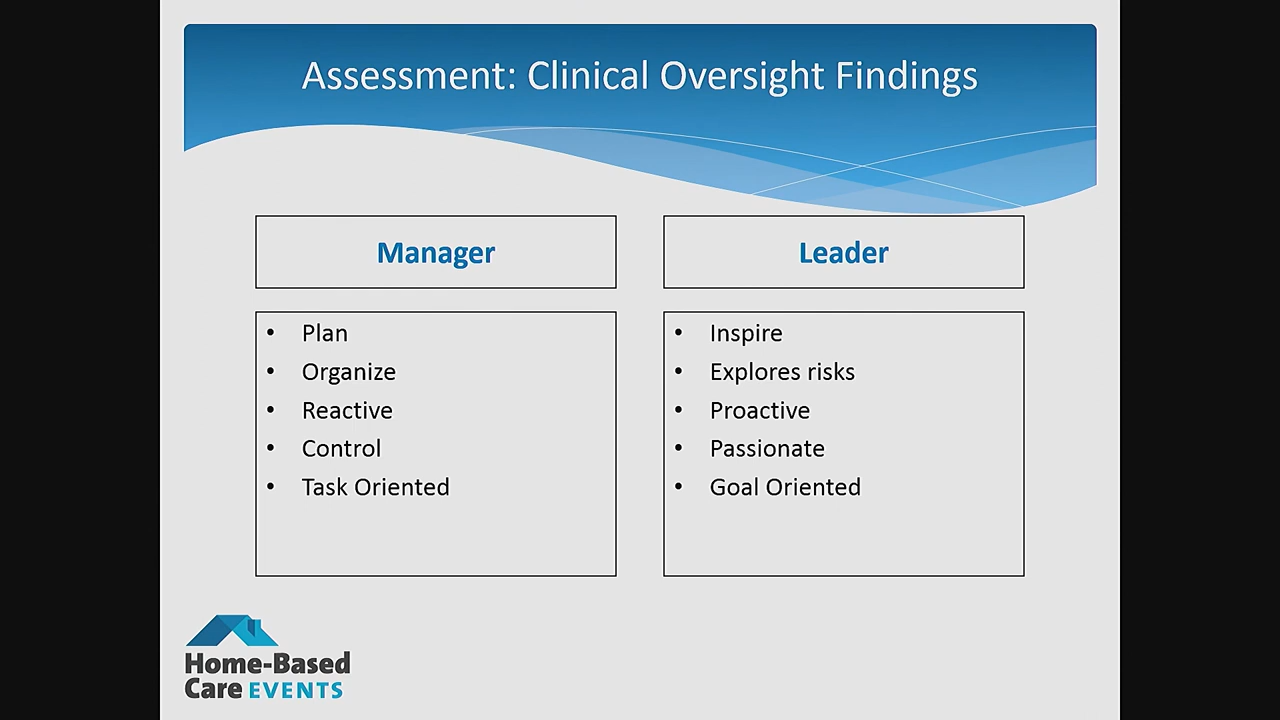 Assessment: Clinical Oversight Findings
Manager
• Plan
• Organize
• Reactive
• Control
• Task Oriented
Leader
• Inspire
• Explores risks
• Proactive
• Passionate
• Goal Oriented
Home-Based
Care EVENTS